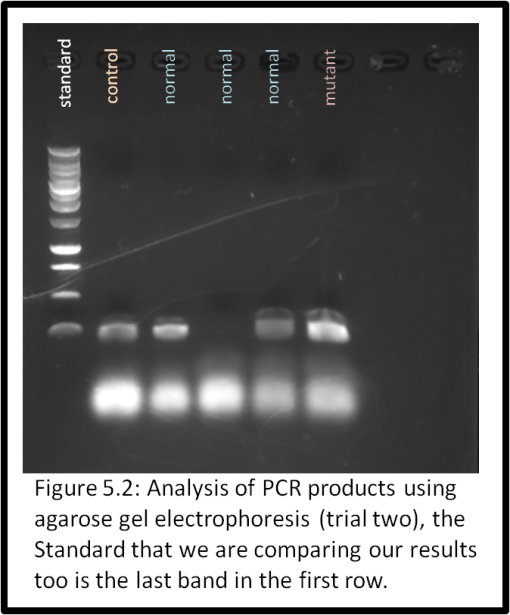 standard
control
normal
normal
normal
mutant
Figure 5.2: Analysis of PCR products using
agarose gel electrophoresis (trial two), the
Standard that we are comparing our results
too is the last band in the first row.